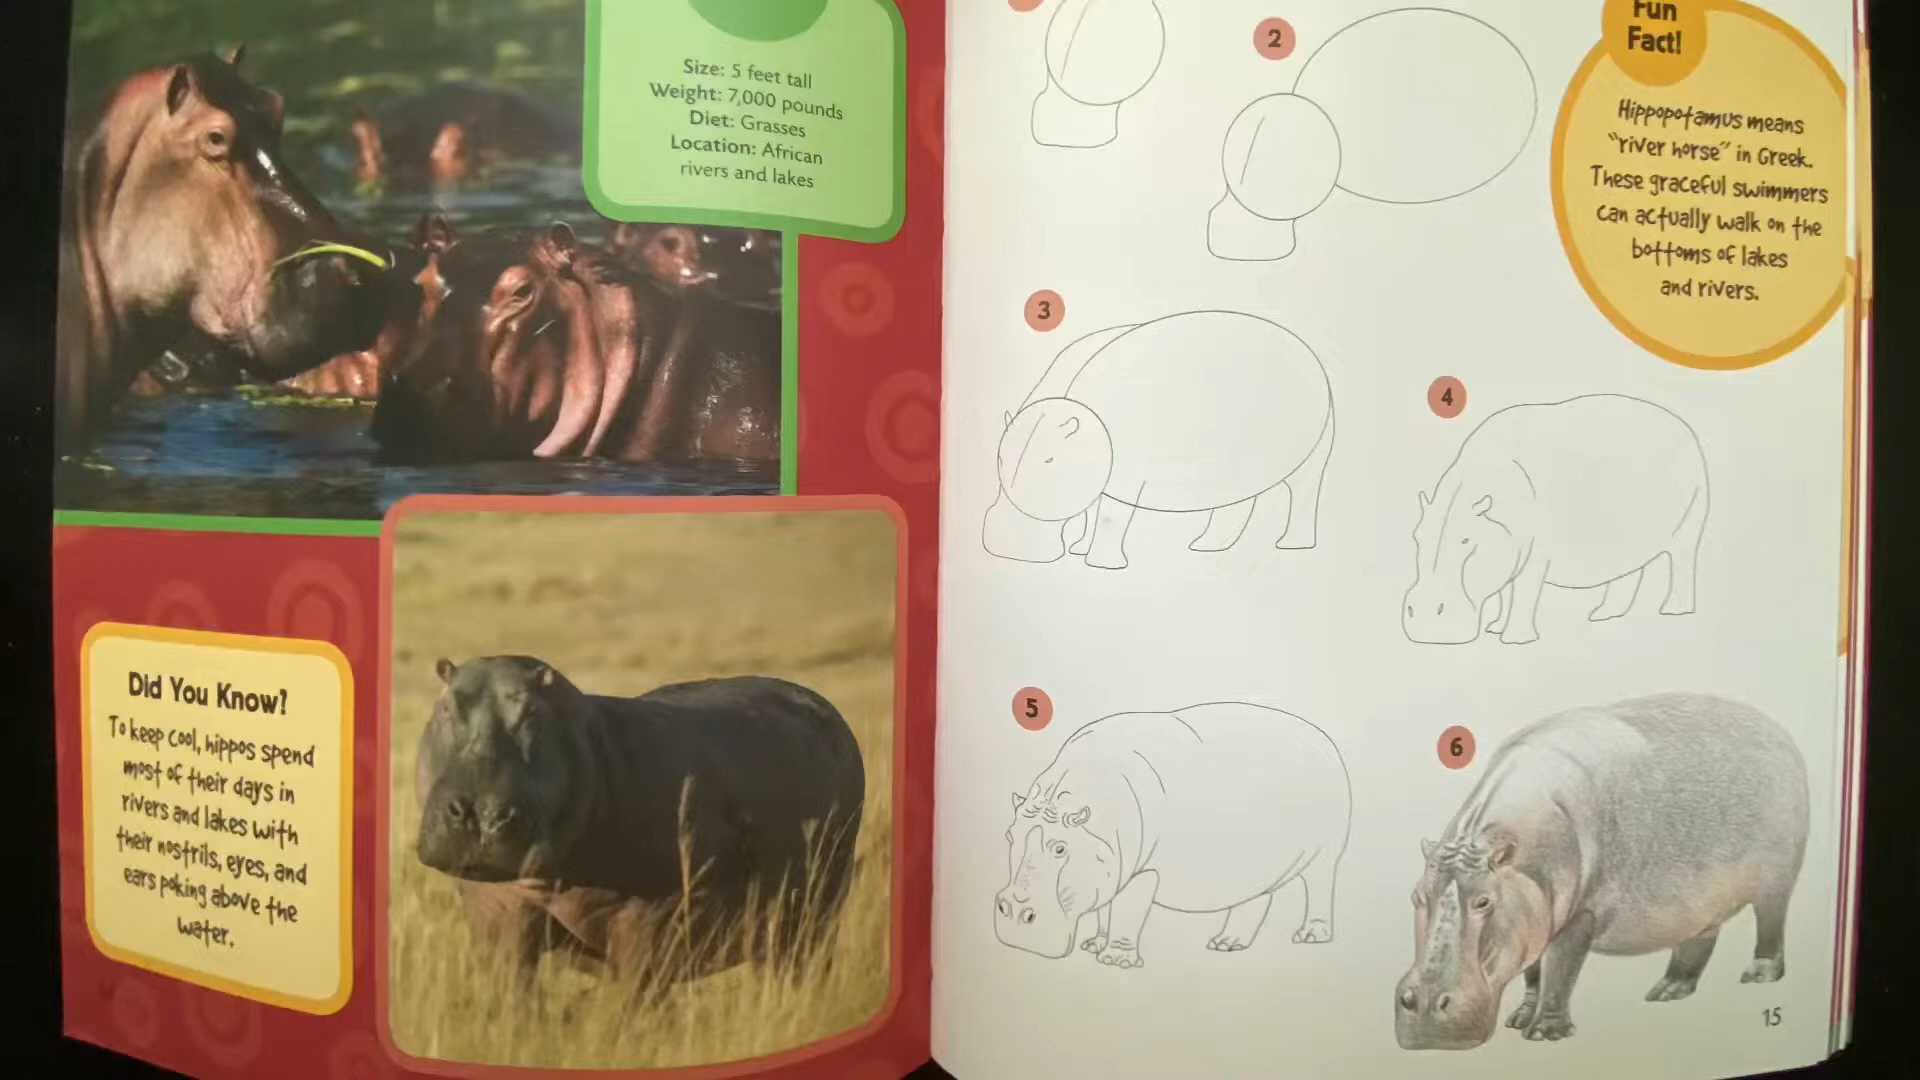 Size: 5 feet tall
Weight: 7,000 pounds
Diet: Grasses
Location: African
rivers and lakes
Did You Know?
To keep cool, hippos spend
most of their days in
rivers and lakes with
their nostrils, eyes, and
ears poking above the
water.
2
3
4
5
6
Fun
Fact!
Hippopotamus means
“river horse” in Greek.
These graceful swimmers
can actually walk on the
bottoms of lakes
and rivers.
15